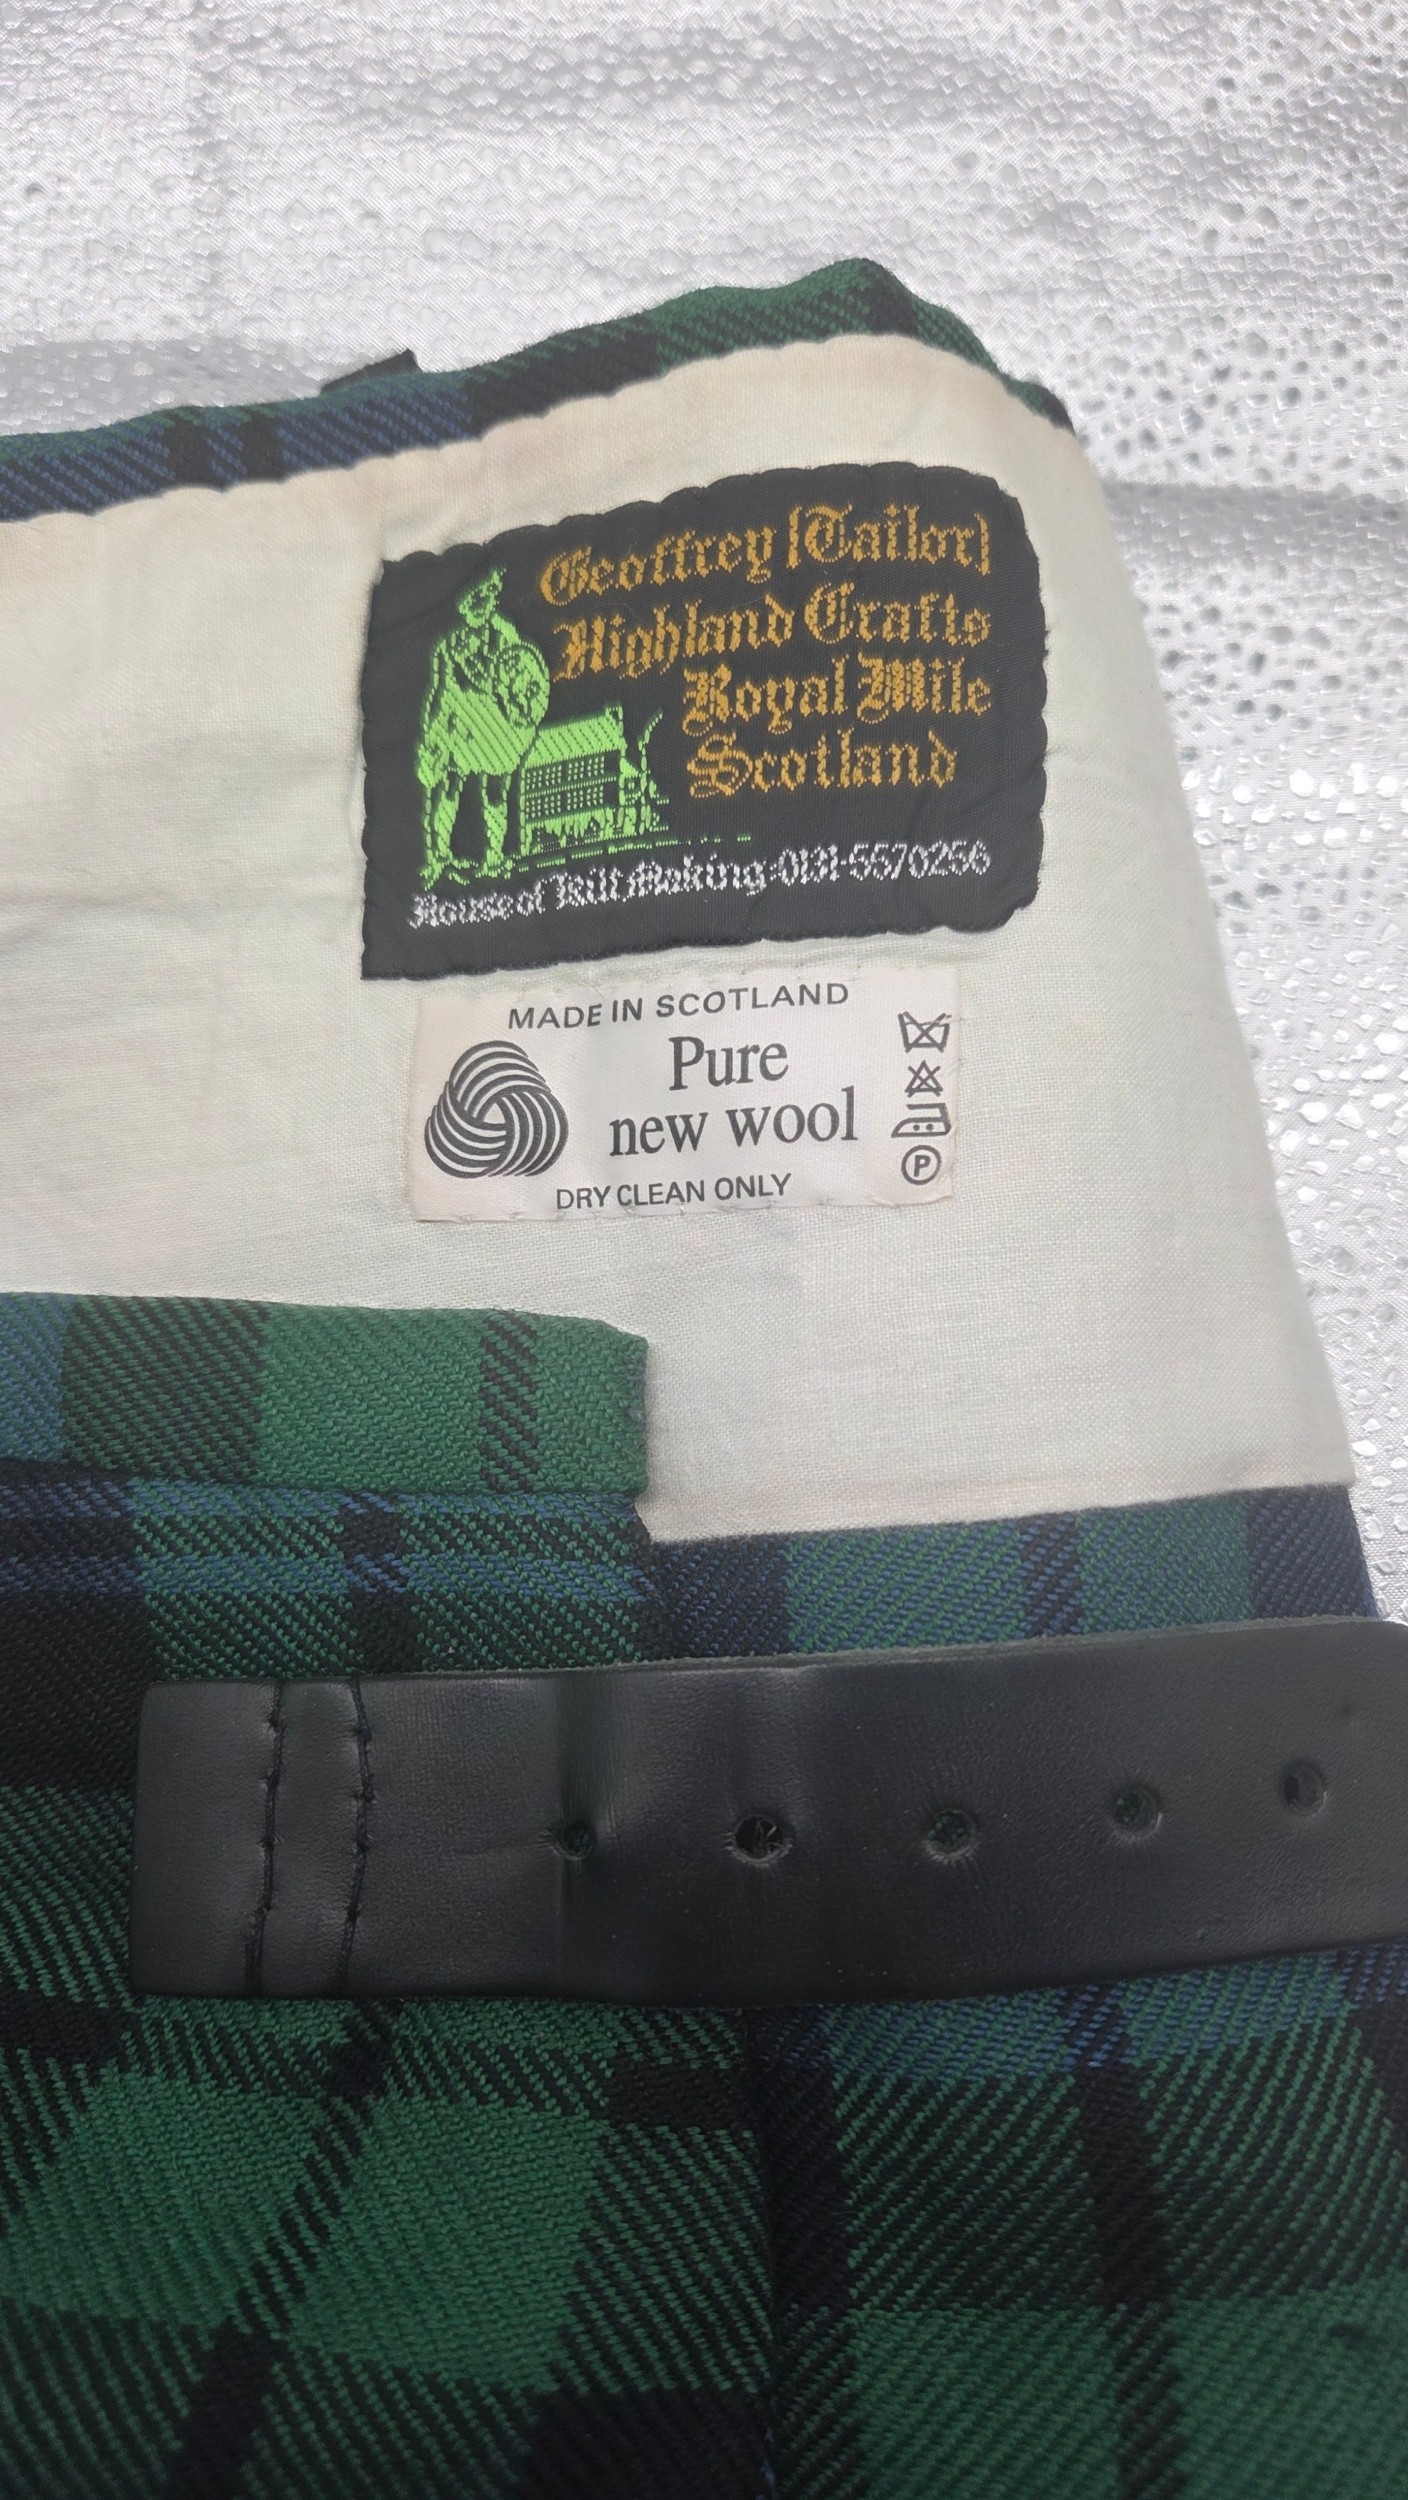 Geoffrey [Tailor]
Highland Crafts
Royal Mile
Scotland
House of Kilt Making·0131-5570256
MADE IN SCOTLAND
Pure
new wool
DRY CLEAN ONLY
P